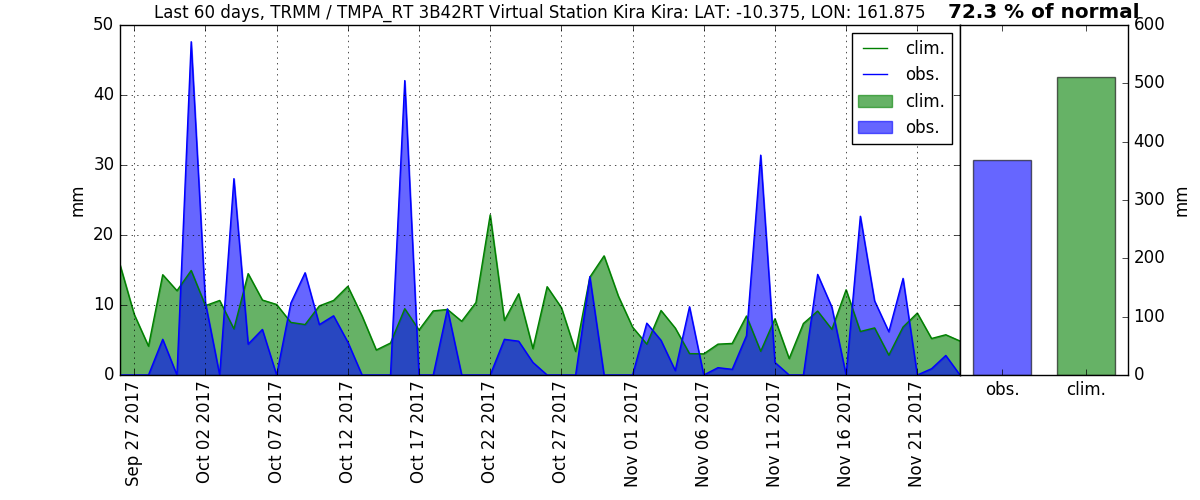 Last 60 days, TRMM / TMPA_RT 3B42RT Virtual Station Kira Kira: LAT: -10.375, LON: 161.875
72.3 % of normal
50
40
30
20
10
0
mm
clim.
obs.
clim.
obs.
Sep 27 2017
Oct 02 2017
Oct 07 2017
Oct 12 2017
Oct 17 2017
Oct 22 2017
Oct 27 2017
Nov 01 2017
Nov 06 2017
Nov 11 2017
Nov 16 2017
Nov 21 2017
600
500
400
300
200
100
0
mm
obs.
clim.